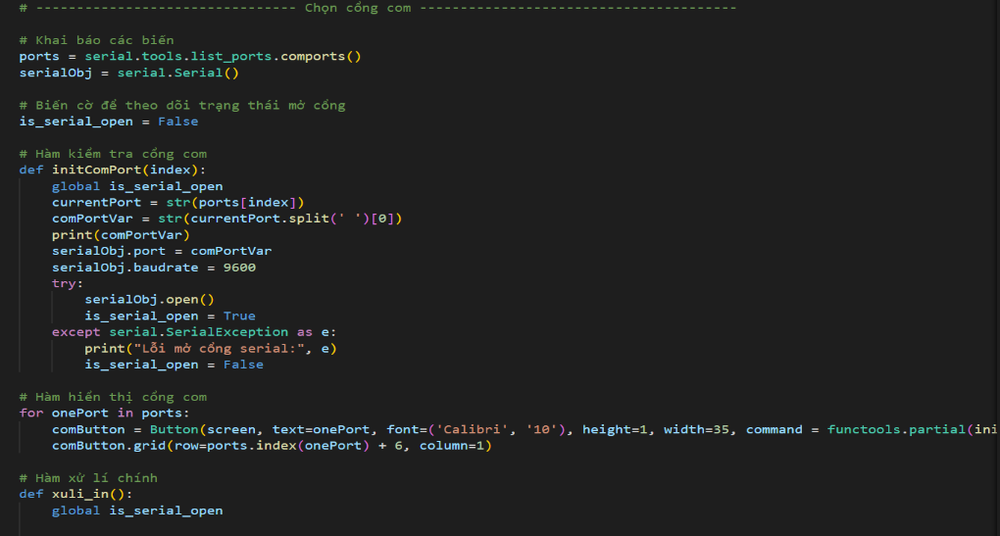 # -------------------------------- Chọn cổng com ---------------------------------------
# Khai báo các biến
ports = serial.tools.list_ports.comports()
serialObj = serial.Serial()
# Biến cờ để theo dõi trạng thái mở cổng
is_serial_open = False
# Hàm kiểm tra cổng com
def initComPort(index):
    global is_serial_open
    currentPort = str(ports[index])
    comPortVar = str(currentPort.split(' ')[0])
    print(comPortVar)
    serialObj.port = comPortVar
    serialObj.baudrate = 9600
    try:
        serialObj.open()
        is_serial_open = True
    except serial.SerialException as e:
        print("Lỗi mở cổng serial:", e)
        is_serial_open = False
# Hàm hiển thị cổng com
for onePort in ports:
    comButton = Button(screen, text=onePort, font=('Calibri', '10'), height=1, width=35, command = functools.partial(ini
    comButton.grid(row=ports.index(onePort) + 6, column=1)
# Hàm xử lí chính
def xuli_in():
    global is_serial_open